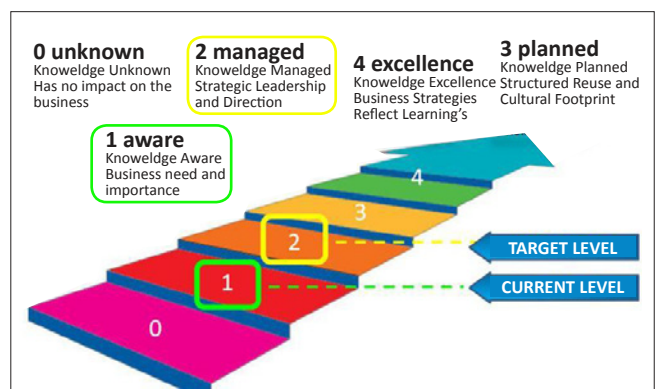 0 unknown
Knoweldge Unknown
Has no impact on the
business
1 aware
Knoweldge Aware
Business need and
importance
2 managed
Knoweldge Managed
Strategic Leadership
and Direction
4 excellence
Knoweldge Excellence
Business Strategies
Reflect Learning's
3 planned
Knoweldge Planned
Structured Reuse and
Cultural Footprint
4
3
2
TARGET LEVEL
1
CURRENT LEVEL
0